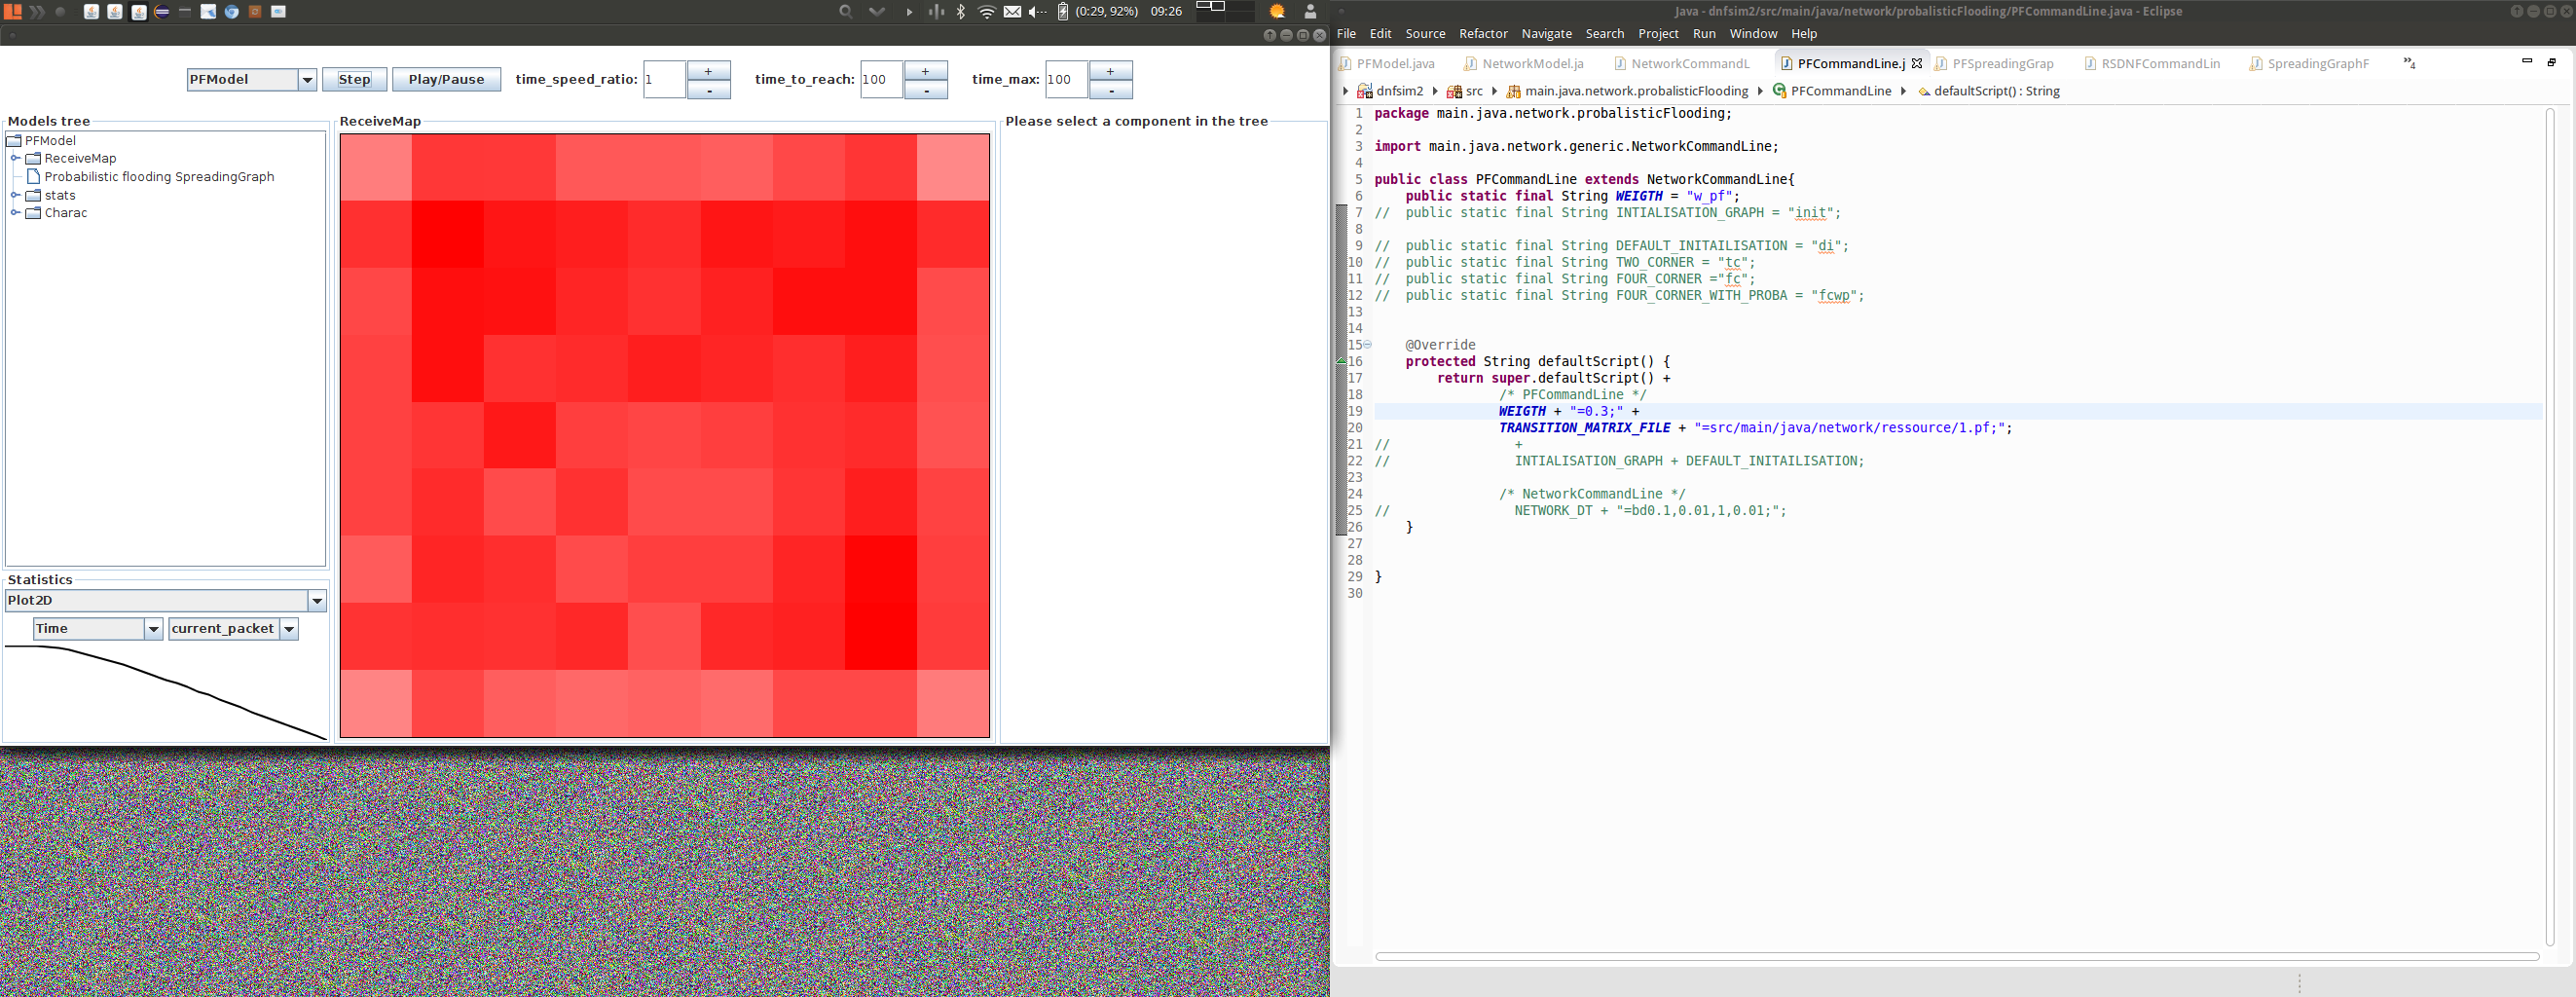 (0:29, 92%) 09:26
PFModel Step Play/Pause time_speed_ratio: 1 + - time_to_reach: 100 + - time_max: 100 + -
Models tree
PFModel
ReceiveMap
Probabilistic flooding SpreadingGraph
stats
Charac
Statistics
Plot2D
Time current_packet
ReceiveMap
Please select a component in the tree
Java - dnfsim2/src/main/java/network/probalisticFlooding/PFCommandLine.java - Eclipse
File Edit Source Refactor Navigate Search Project Run Window Help
PFModel.java NetworkModel.ja NetworkCommandL PFCommandLine.j PFSpreadingGrap RSDNFCommandLin SpreadingGraphF »4
dnfsim2 src main.java.network.probalisticFlooding PFCommandLine defaultScript() : String
1 package main.java.network.probalisticFlooding;
2
3 import main.java.network.generic.NetworkCommandLine;
4
5 public class PFCommandLine extends NetworkCommandLine{
6 public static final String WEIGTH = "w_pf";
7 // public static final String INTIALISATION_GRAPH = "init";
8
9 // public static final String DEFAULT_INITAILISATION = "di";
10 // public static final String TWO_CORNER = "tc";
11 // public static final String FOUR_CORNER ="fc";
12 // public static final String FOUR_CORNER_WITH_PROBA = "fcwp";
13
14
15 @Override
16 protected String defaultScript() {
17 return super.defaultScript() +
18 /* PFCommandLine */
19 WEIGTH + "=0.3;" +
20 TRANSITION_MATRIX_FILE + "=src/main/java/network/ressource/1.pf;";
21 // +
22 // INTIALISATION_GRAPH + DEFAULT_INITAILISATION;
23
24 /* NetworkCommandLine */
25 // NETWORK_DT + "=bd0.1,0.01,1,0.01;";
26 }
27
28
29 }
30